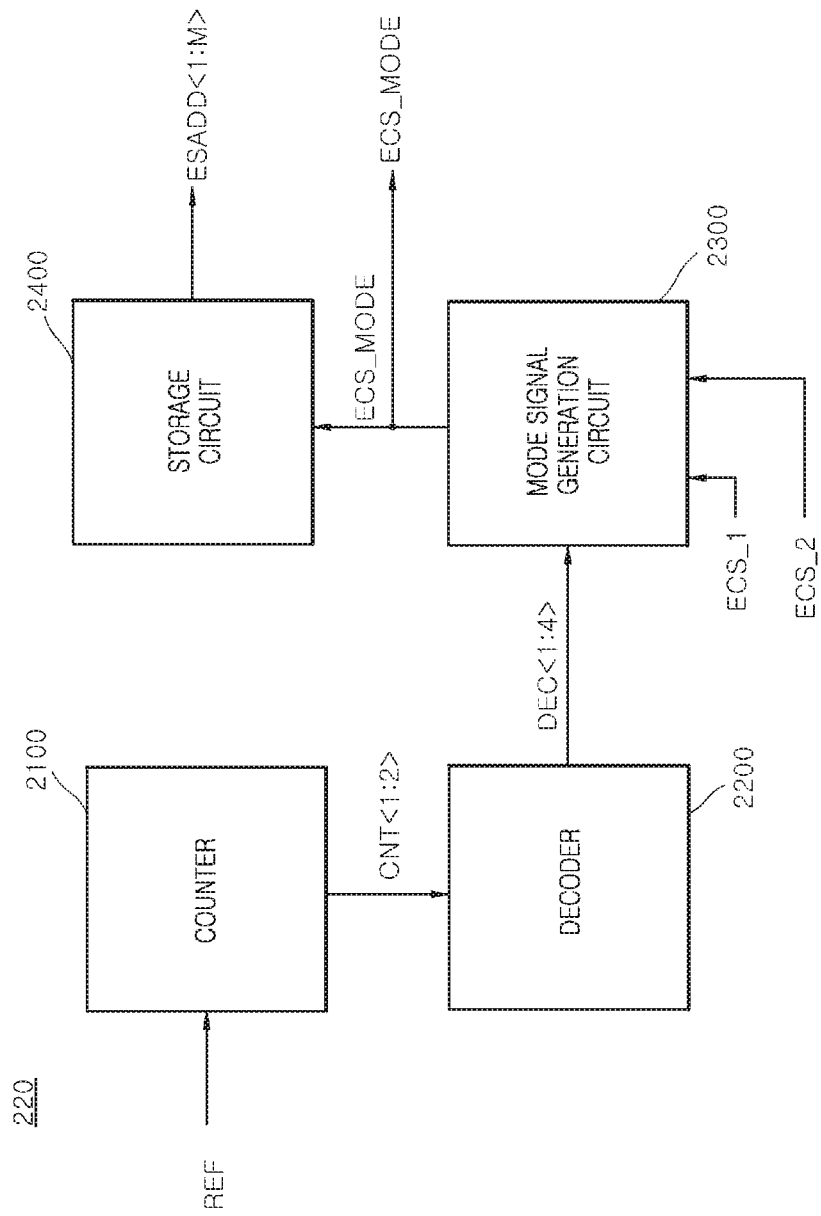 220
REF
2100
COUNTER
CNT<1:2>
DECODER
2200
DEC<1:4>
2400
STORAGE
CIRCUIT
ESADD<1:M>
ECS_MODE
ECS_MODE
MODE SIGNAL
GENERATION
CIRCUIT
2300
ECS_1
ECS_2